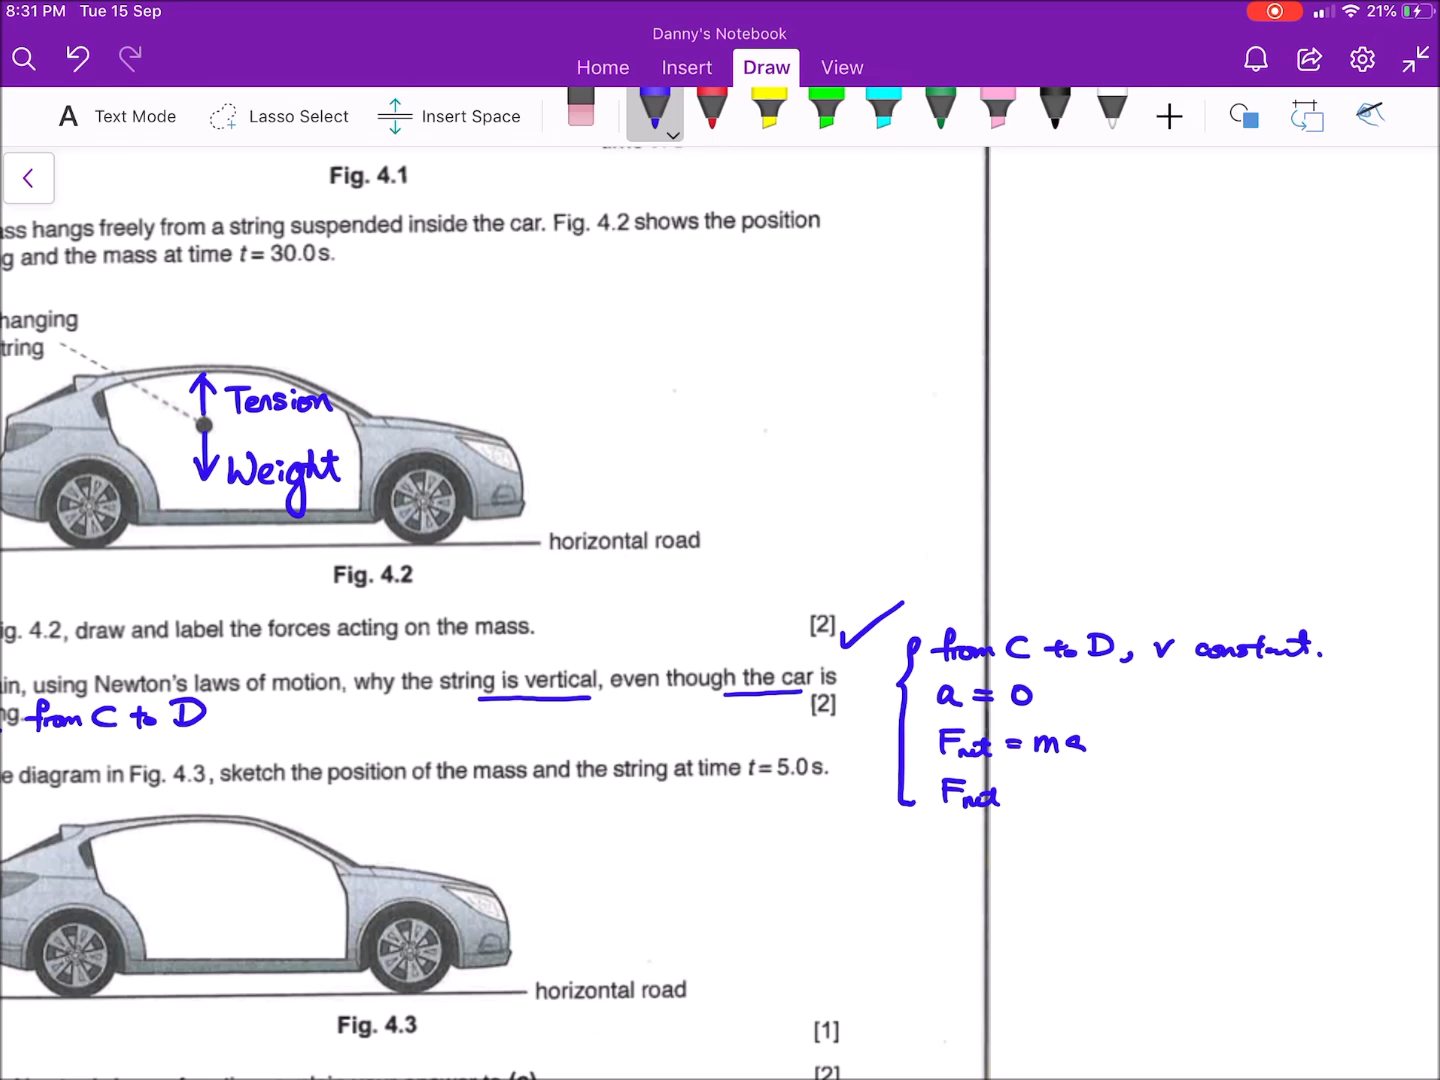 8:31 PM Tue 15 Sep
21%
Danny's Notebook
Home Insert Draw View
A Text Mode Lasso Select Insert Space
Fig. 4.1
ass hangs freely from a string suspended inside the car. Fig. 4.2 shows the position
g and the mass at time t = 30.0 s.
hanging
tring
Tension
Weight
horizontal road
Fig. 4.2
ig. 4.2, draw and label the forces acting on the mass. [2]
in, using Newton's laws of motion, why the string is vertical, even though the car is
ng. from C to D [2]
from C to D, v constant.
a = 0
Fnet = ma
Fnet
e diagram in Fig. 4.3, sketch the position of the mass and the string at time t = 5.0 s.
horizontal road
Fig. 4.3
[1]
[2]